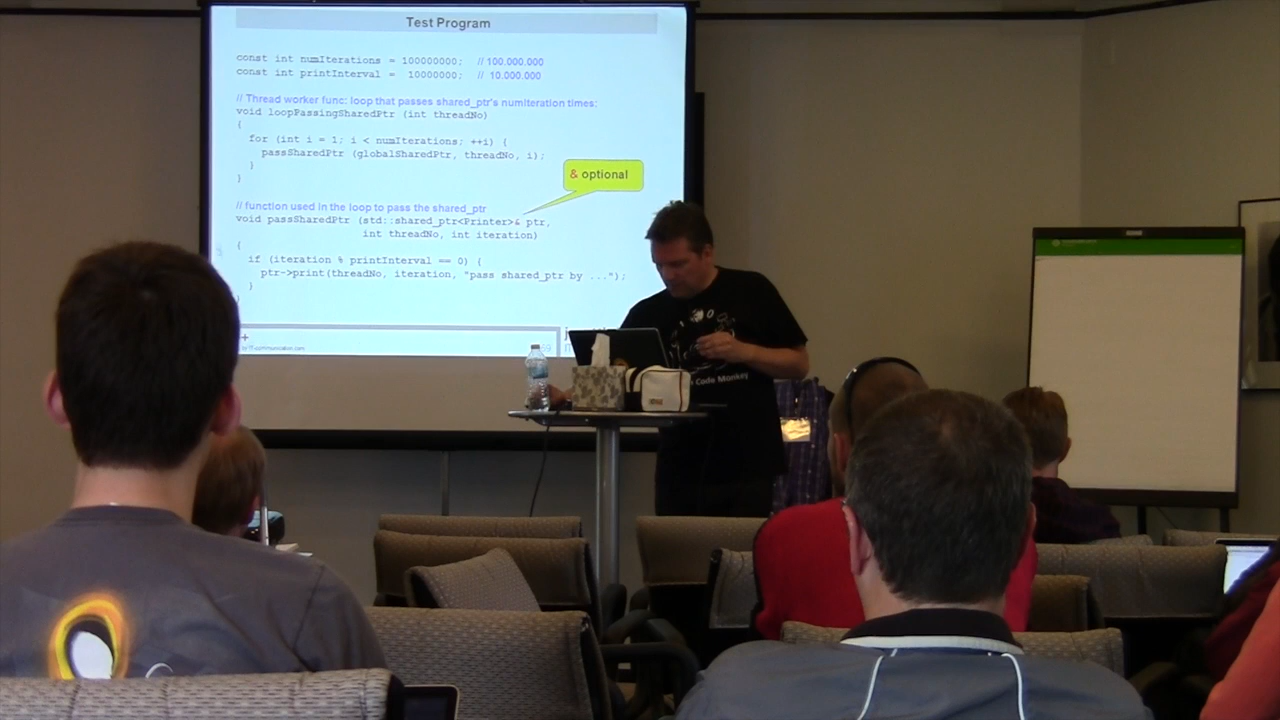 Test Program
const int numIterations = 100000000; // 100.000.000
const int printInterval = 10000000; // 10.000.000
// Thread worker func: loop that passes shared_ptr's numIteration times:
void loopPassingSharedPtr (int threadNo)
{
for (int i = 1; i < numIterations; ++i) {
passSharedPtr (globalSharedPtr, threadNo, i);
}
}
& optional
// function used in the loop to pass the shared_ptr
void passSharedPtr (std::shared_ptr<Printer>& ptr,
int threadNo, int iteration)
{
if (iteration % printInterval == 0) {
ptr->print(threadNo, iteration, "pass shared_ptr by ...");
}
}
Code Monkey